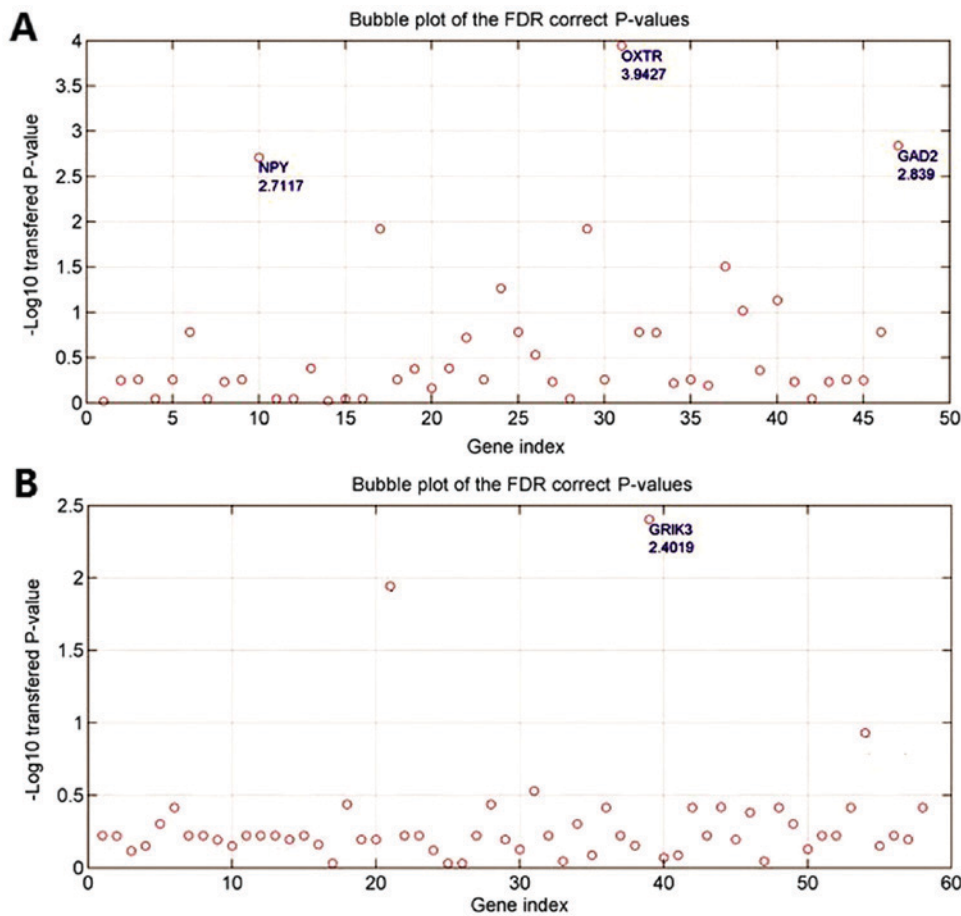 A
Bubble plot of the FDR correct P-values
-Log10 transfered P-value
4
3.5
3
2.5
2
1.5
1
0.5
0
OXTR
3.9427
NPY
2.7117
GAD2
2.839
0 5 10 15 20 25 30 35 40 45 50
Gene index
B
Bubble plot of the FDR correct P-values
-Log10 transfered P-value
2.5
2
1.5
1
0.5
0
GRIK3
2.4019
0 10 20 30 40 50 60
Gene index